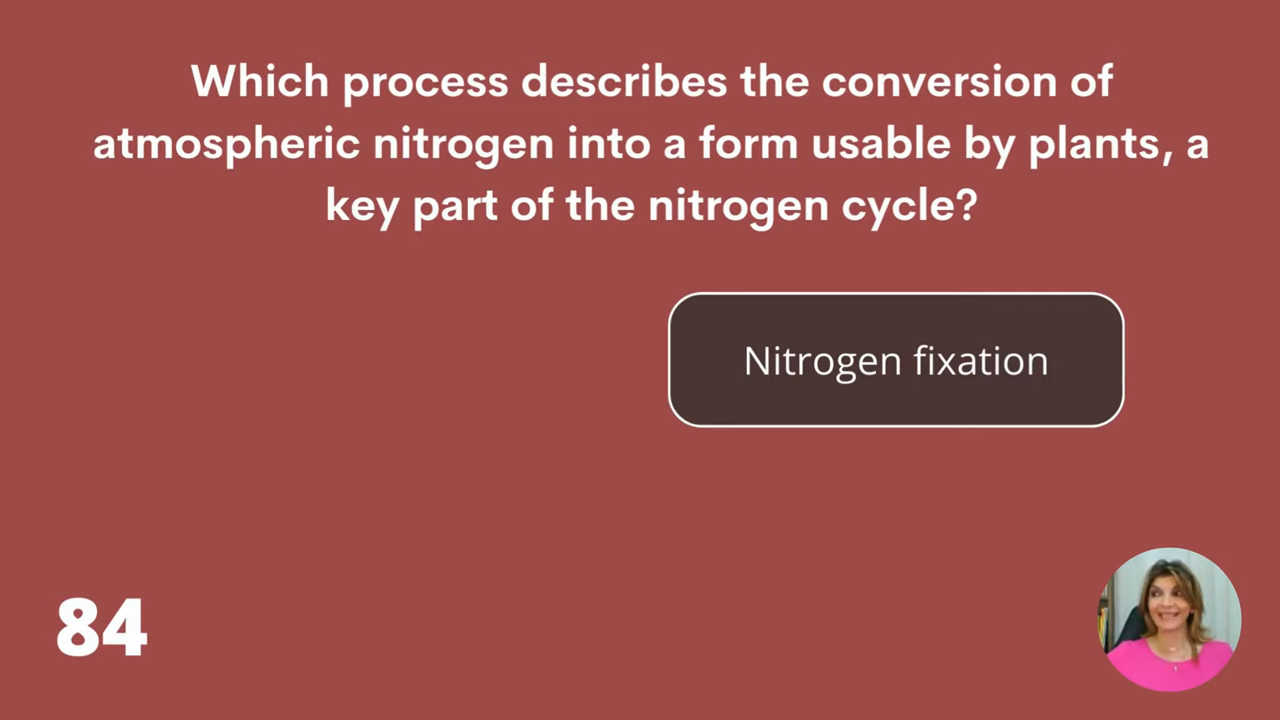 Which process describes the conversion of
atmospheric nitrogen into a form usable by plants, a
key part of the nitrogen cycle?
Nitrogen fixation
84